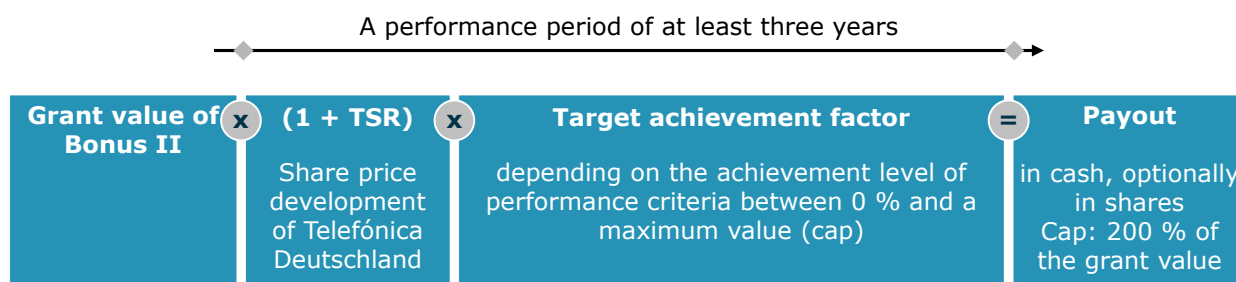 A performance period of at least three years
Grant value of
Bonus II
x
(1 + TSR)
Share price
development
of Telefónica
Deutschland
x
Target achievement factor
depending on the achievement level of
performance criteria between 0 % and a
maximum value (cap)
=
Payout
in cash, optionally
in shares
Cap: 200 % of
the grant value